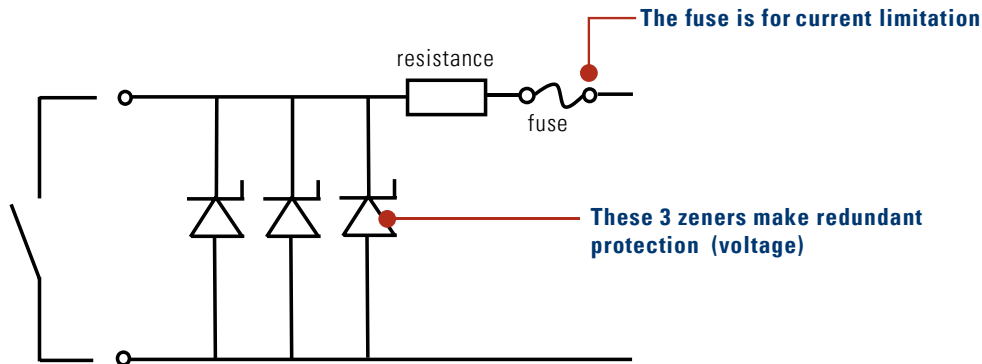 The fuse is for current limitation
resistance
fuse
These 3 zeners make redundant
protection (voltage)